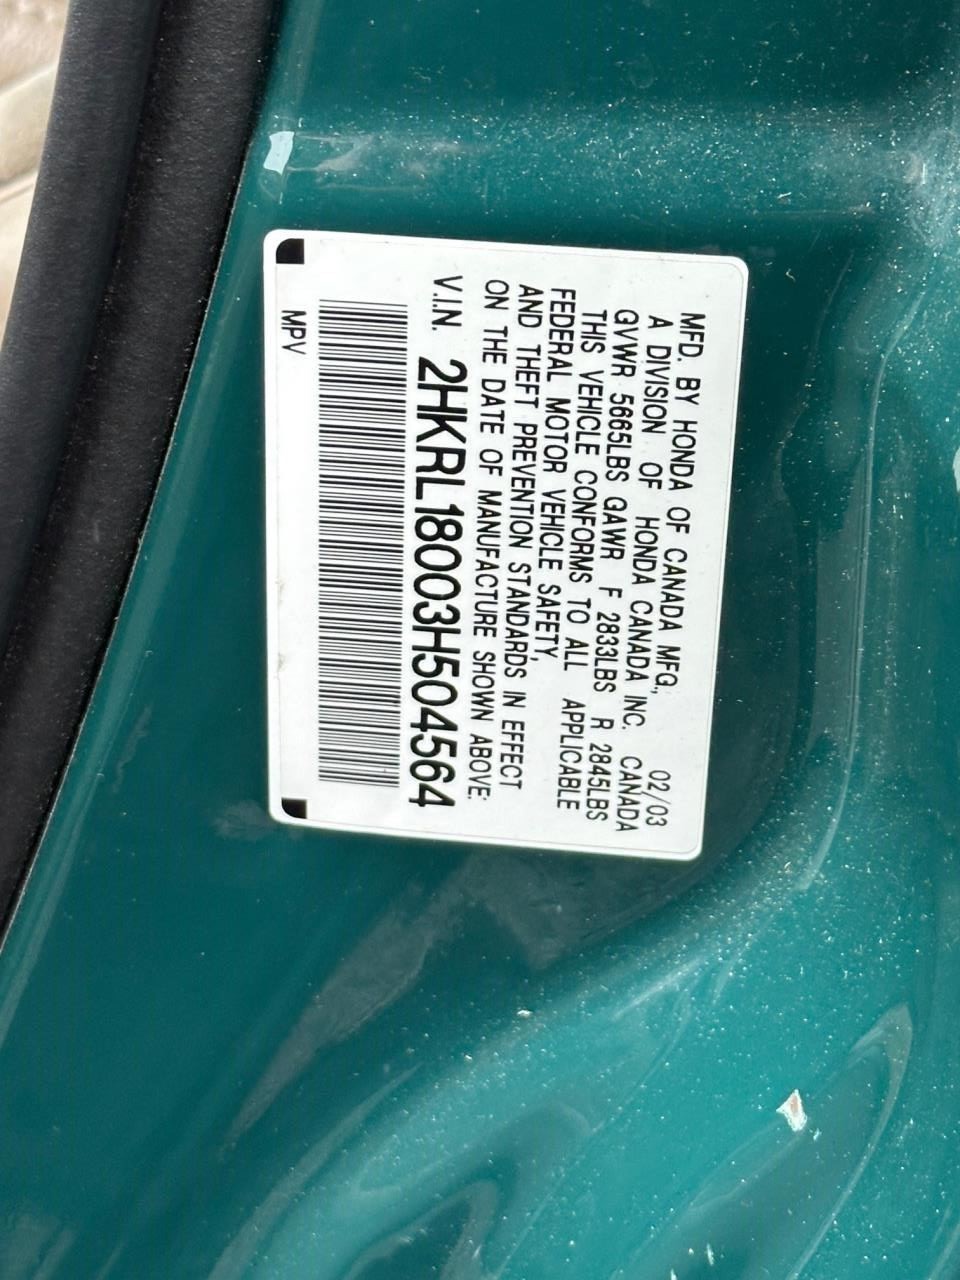 MFD. BY HONDA OF CANADA MFG., 02/03
A DIVISION OF HONDA CANADA INC. CANADA
GVWR 5665LBS GAWR F 2833LBS R 2845LBS
THIS VEHICLE CONFORMS TO ALL APPLICABLE
FEDERAL MOTOR VEHICLE SAFETY,
AND THEFT PREVENTION STANDARDS IN EFFECT
ON THE DATE OF MANUFACTURE SHOWN ABOVE.
V.I.N. 2HKRL18003H504564
MPV